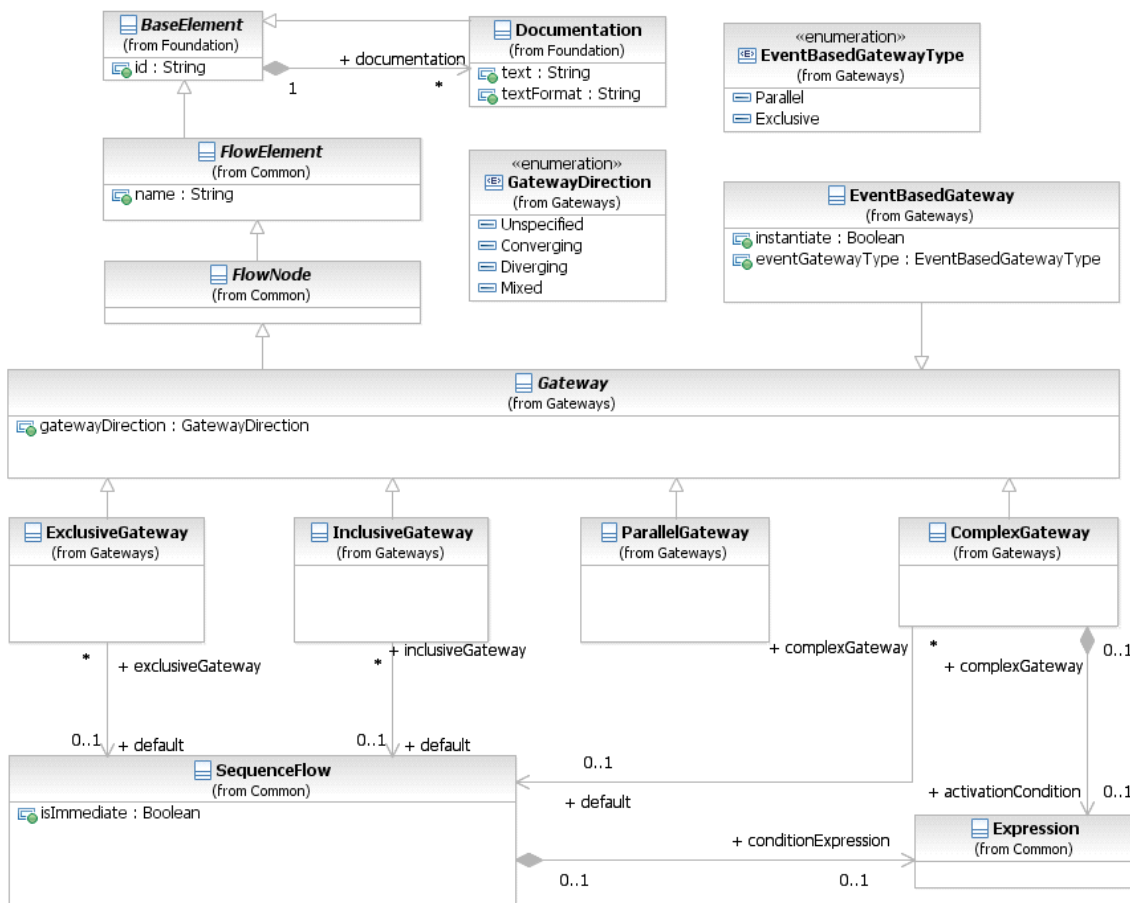 BaseElement
(from Foundation)
id : String
1
+ documentation
*
Documentation
(from Foundation)
text : String
textFormat : String
«enumeration»
EventBasedGatewayType
(from Gateways)
Parallel
Exclusive
FlowElement
(from Common)
name : String
«enumeration»
GatewayDirection
(from Gateways)
Unspecified
Converging
Diverging
Mixed
EventBasedGateway
(from Gateways)
instantiate : Boolean
eventGatewayType : EventBasedGatewayType
FlowNode
(from Common)
Gateway
(from Gateways)
gatewayDirection : GatewayDirection
ExclusiveGateway
(from Gateways)
InclusiveGateway
(from Gateways)
ParallelGateway
(from Gateways)
ComplexGateway
(from Gateways)
*
+ exclusiveGateway
0..1
+ default
+ inclusiveGateway
*
0..1
+ default
+ complexGateway
*
0..1
+ default
+ complexGateway
0..1
+ activationCondition
0..1
SequenceFlow
(from Common)
isImmediate : Boolean
+ conditionExpression
0..1
0..1
Expression
(from Common)